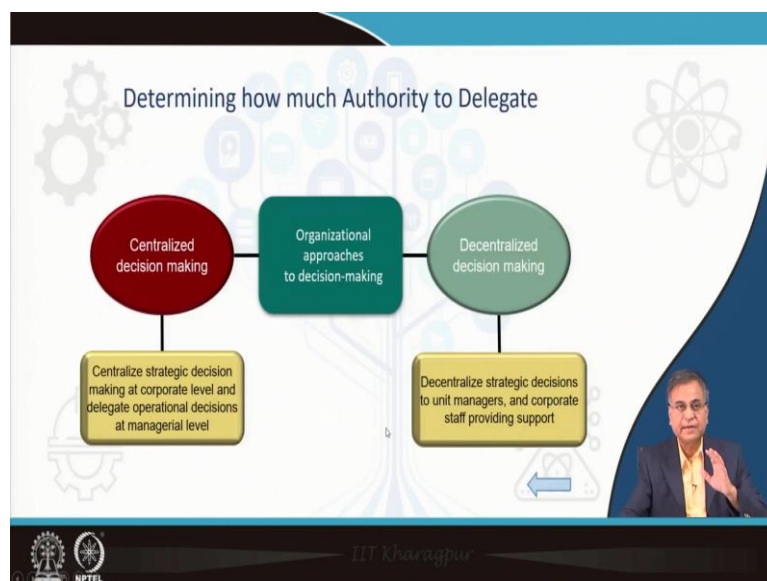 Determining how much Authority to Delegate
Centralized
decision making
Organizational
approaches
to decision-making
Decentralized
decision making
Centralize strategic decision
making at corporate level and
delegate operational decisions
at managerial level
Decentralize strategic decisions
to unit managers, and corporate
staff providing support
IIT Kharagpur
NPTEL